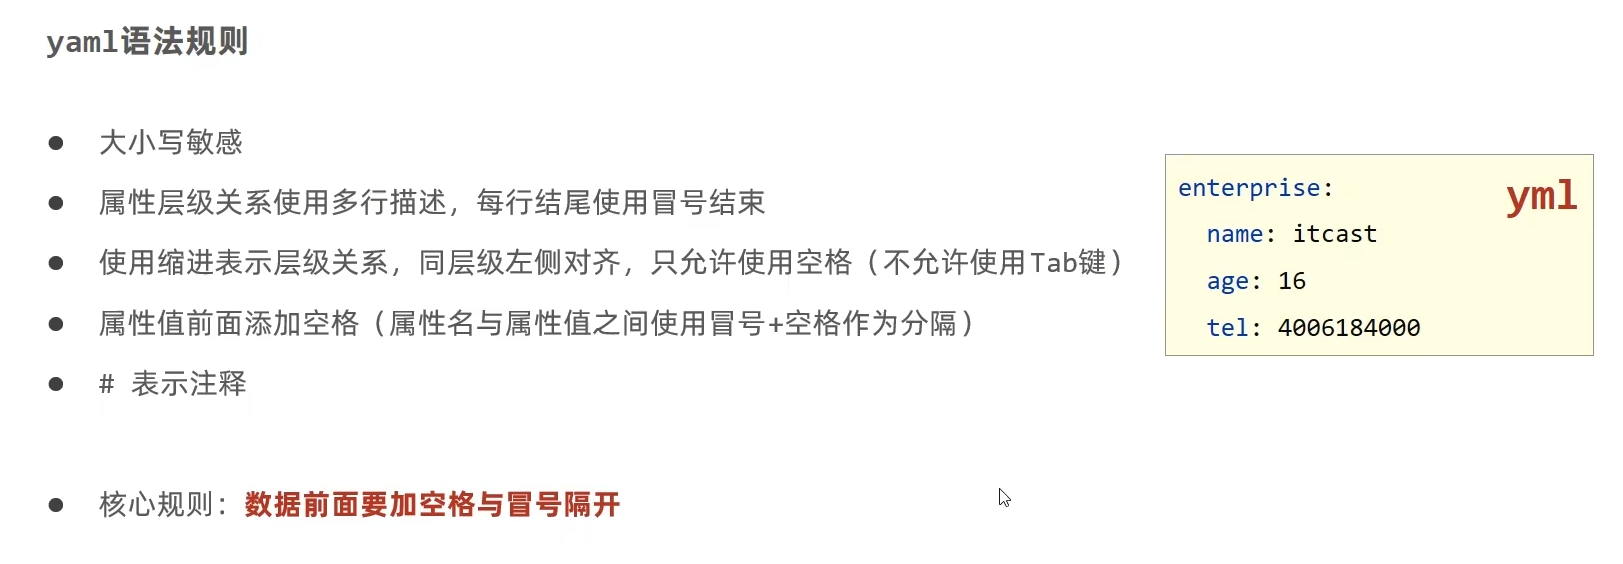 yaml语法规则
● 大小写敏感
● 属性层级关系使用多行描述，每行结尾使用冒号结束
● 使用缩进表示层级关系，同层级左侧对齐，只允许使用空格（不允许使用Tab键）
● 属性值前面添加空格（属性名与属性值之间使用冒号+空格作为分隔）
● # 表示注释
● 核心规则：数据前面要加空格与冒号隔开
yml
enterprise:
  name: itcast
  age: 16
  tel: 4006184000